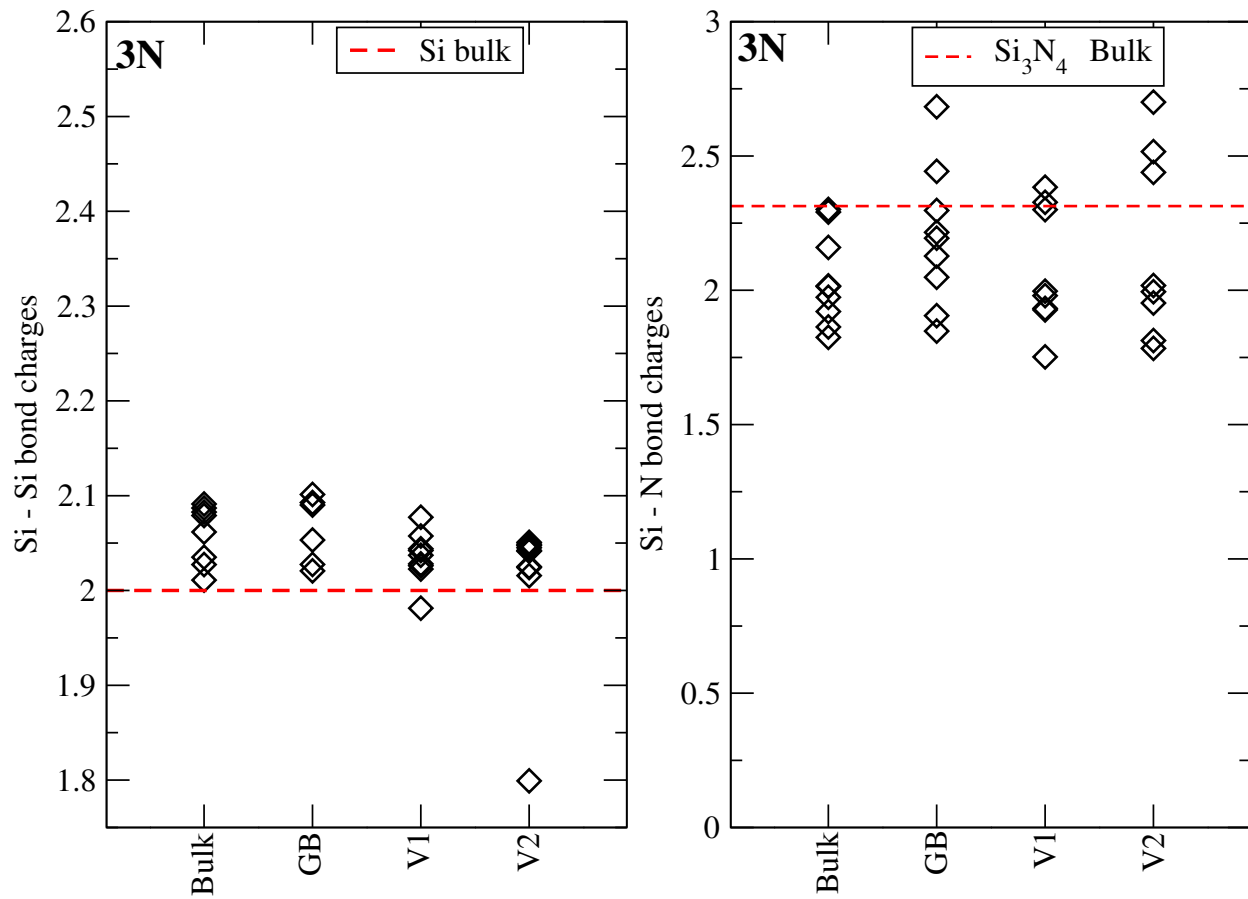 3N
Si bulk
Si - Si bond charges
2.6
2.5
2.4
2.3
2.2
2.1
2
1.9
1.8
Bulk
GB
V1
V2
3N
Si₃N₄ Bulk
Si - N bond charges
3
2.5
2
1.5
1
0.5
0
Bulk
GB
V1
V2